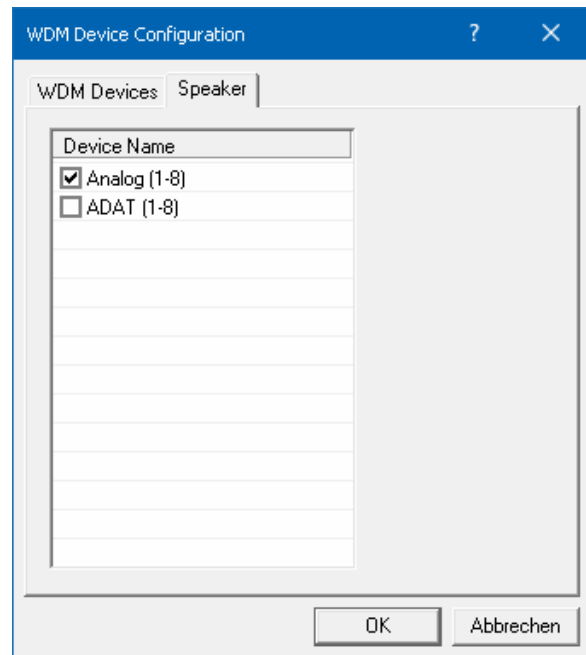 WDM Device Configuration ? ✕
WDM Devices Speaker
Device Name
Analog (1-8)
ADAT (1-8)
OK Abbrechen